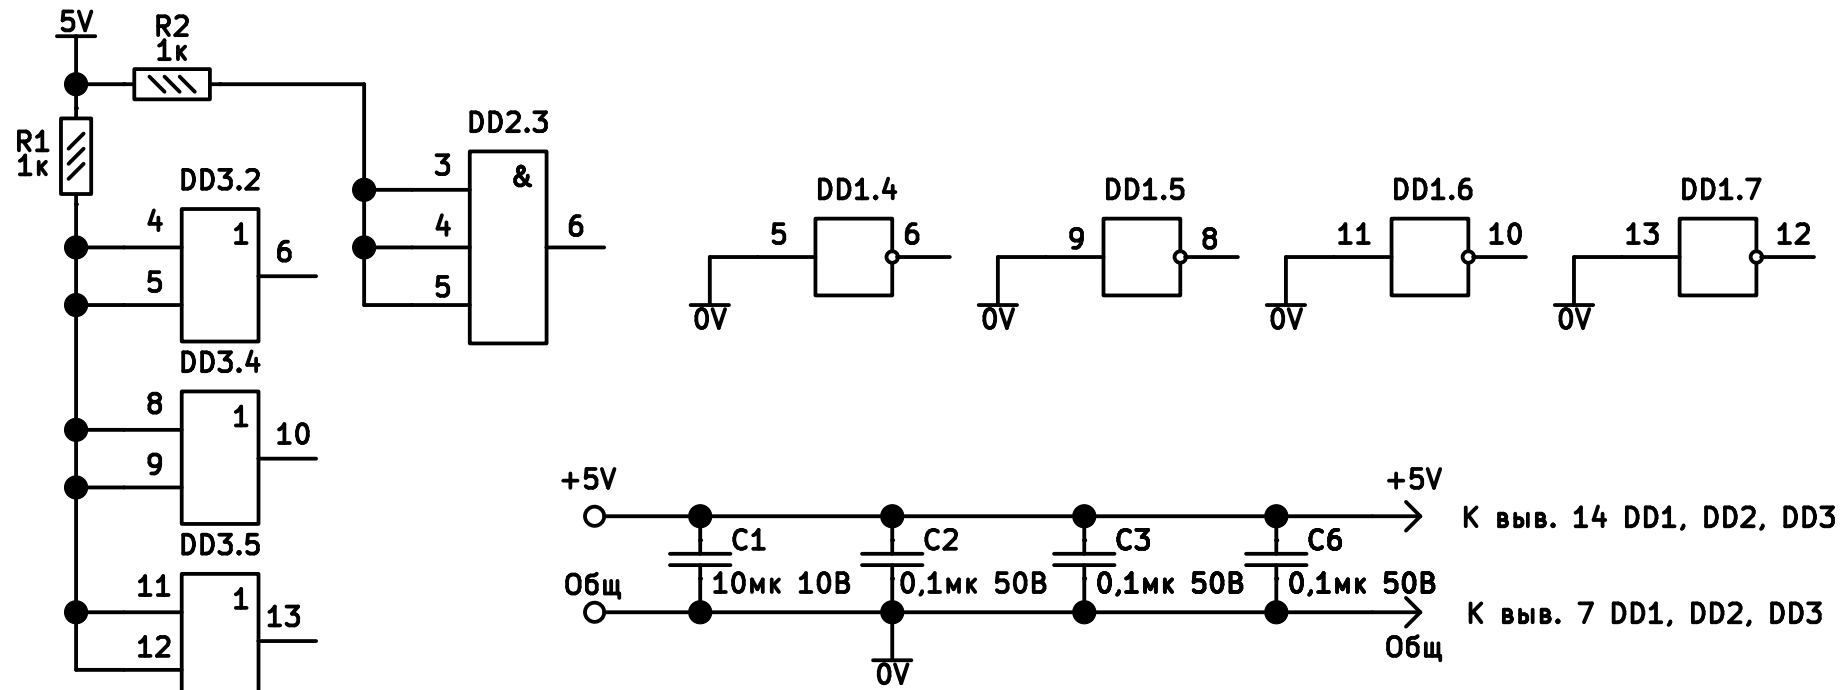 5V
R2
1к
R1
1к
DD3.2
4
5
1
6
DD3.4
8
9
1
10
DD3.5
11
12
1
13
DD2.3
3
4
5
&
6
DD1.4
5
6
0V
DD1.5
9
8
0V
DD1.6
11
10
0V
DD1.7
13
12
0V
+5V
+5V
К выв. 14 DD1, DD2, DD3
C1
10мк 10В
C2
0,1мк 50В
C3
0,1мк 50В
C6
0,1мк 50В
Общ
К выв. 7 DD1, DD2, DD3
Общ
0V